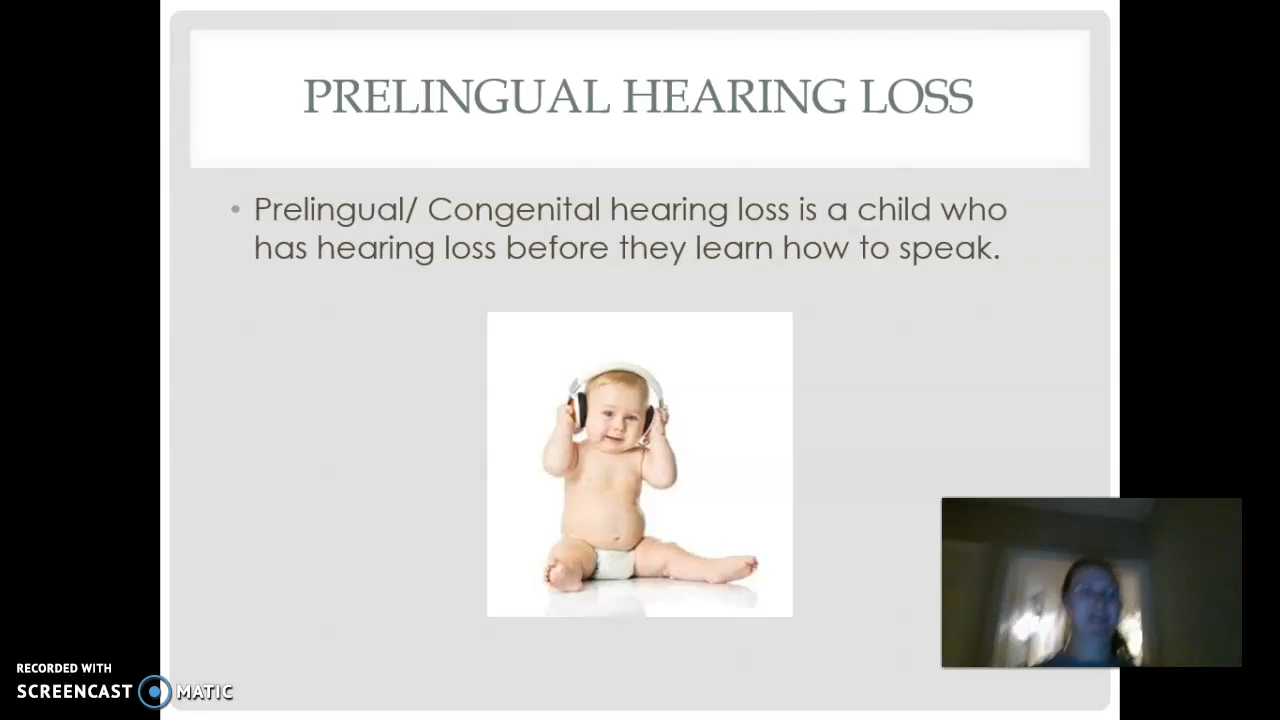 PRELINGUAL HEARING LOSS
• Prelingual/ Congenital hearing loss is a child who
has hearing loss before they learn how to speak.
RECORDED WITH
SCREENCAST MATIC